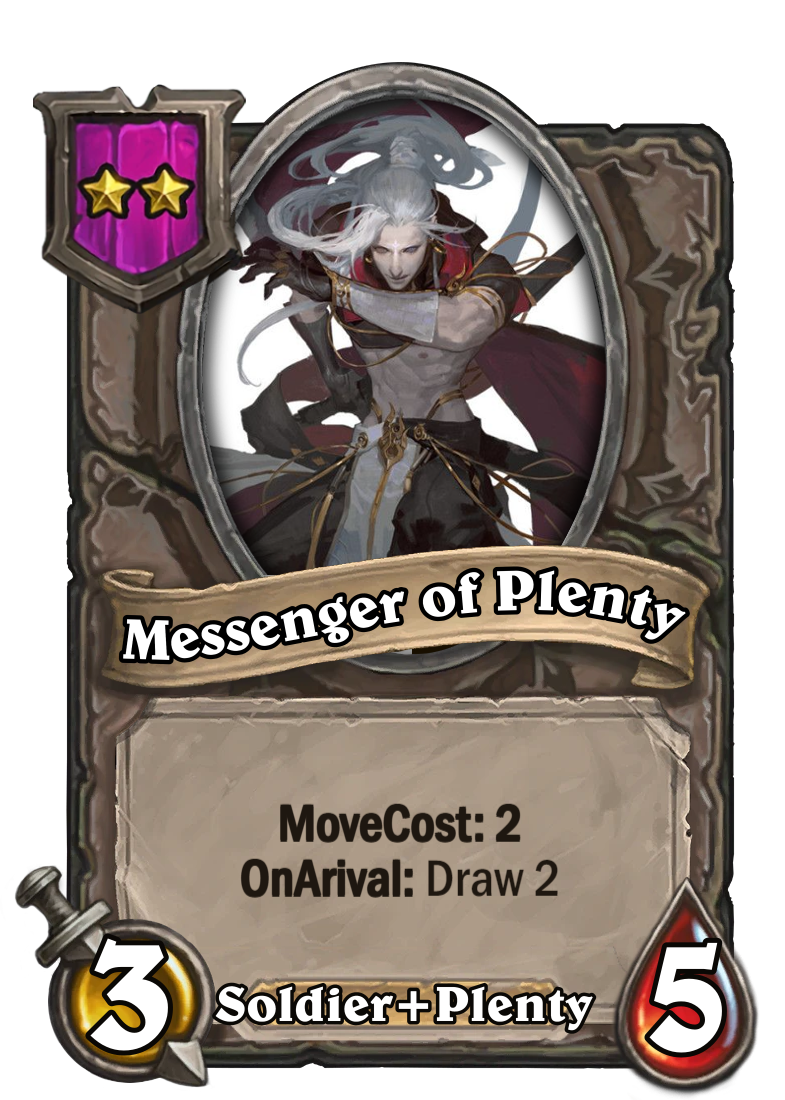 Messenger of Plenty
MoveCost: 2
OnArival: Draw 2
3
Soldier+Plenty
5